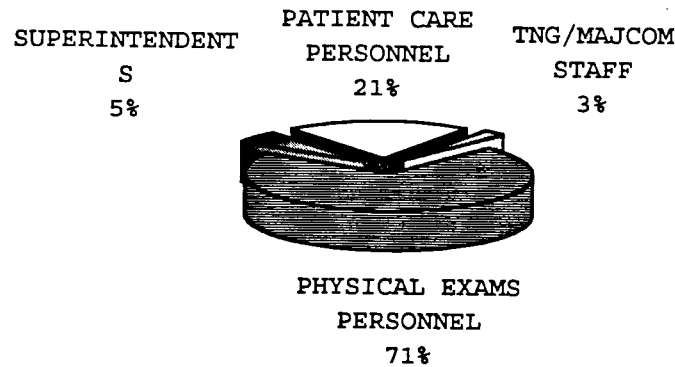 SUPERINTENDENT
S
5%
PATIENT CARE
PERSONNEL
21%
TNG/MAJCOM
STAFF
3%
PHYSICAL EXAMS
PERSONNEL
71%